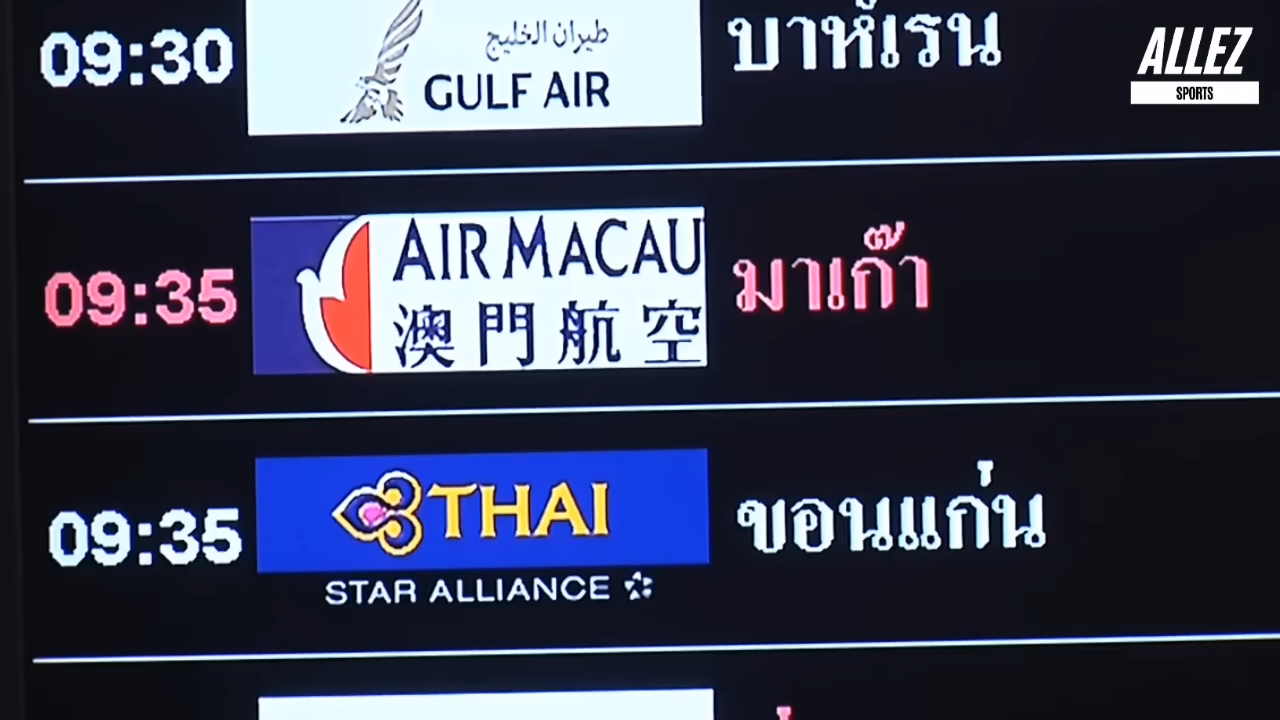 09:30
طيران الخليج
GULF AIR
บาห์เรน
ALLEZ
SPORTS
09:35
AIR MACAU
澳門航空
มาเก๊า
09:35
THAI
STAR ALLIANCE
ขอนแก่น